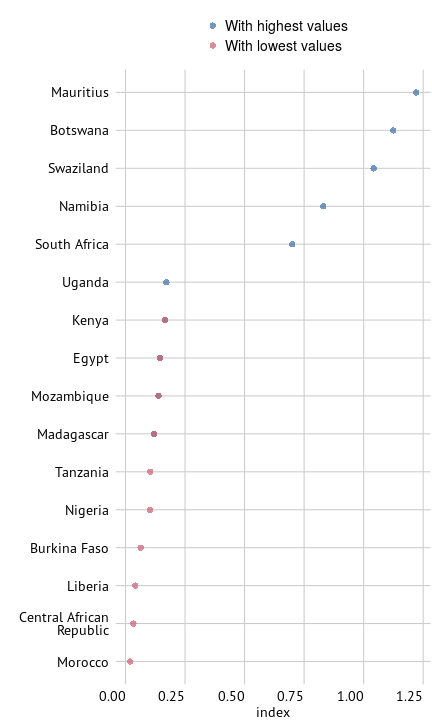 With highest values
With lowest values
Mauritius
Botswana
Swaziland
Namibia
South Africa
Uganda
Kenya
Egypt
Mozambique
Madagascar
Tanzania
Nigeria
Burkina Faso
Liberia
Central African
Republic
Morocco
0.00 0.25 0.50 0.75 1.00 1.25
index